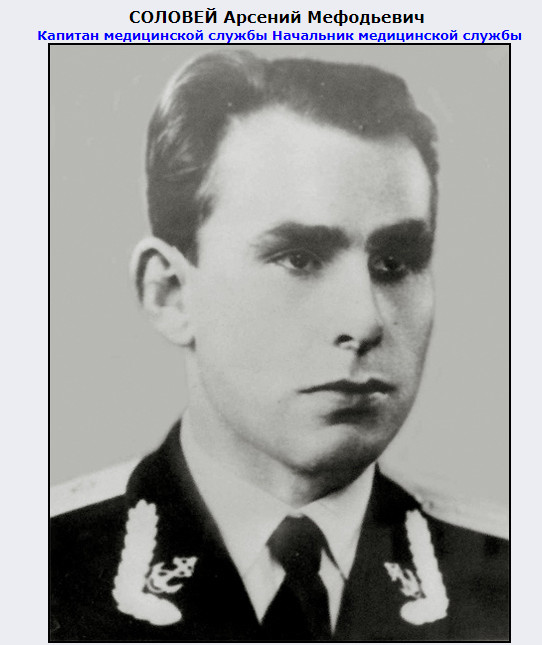 СОЛОВЕЙ Арсений Мефодьевич
Капитан медицинской службы Начальник медицинской службы